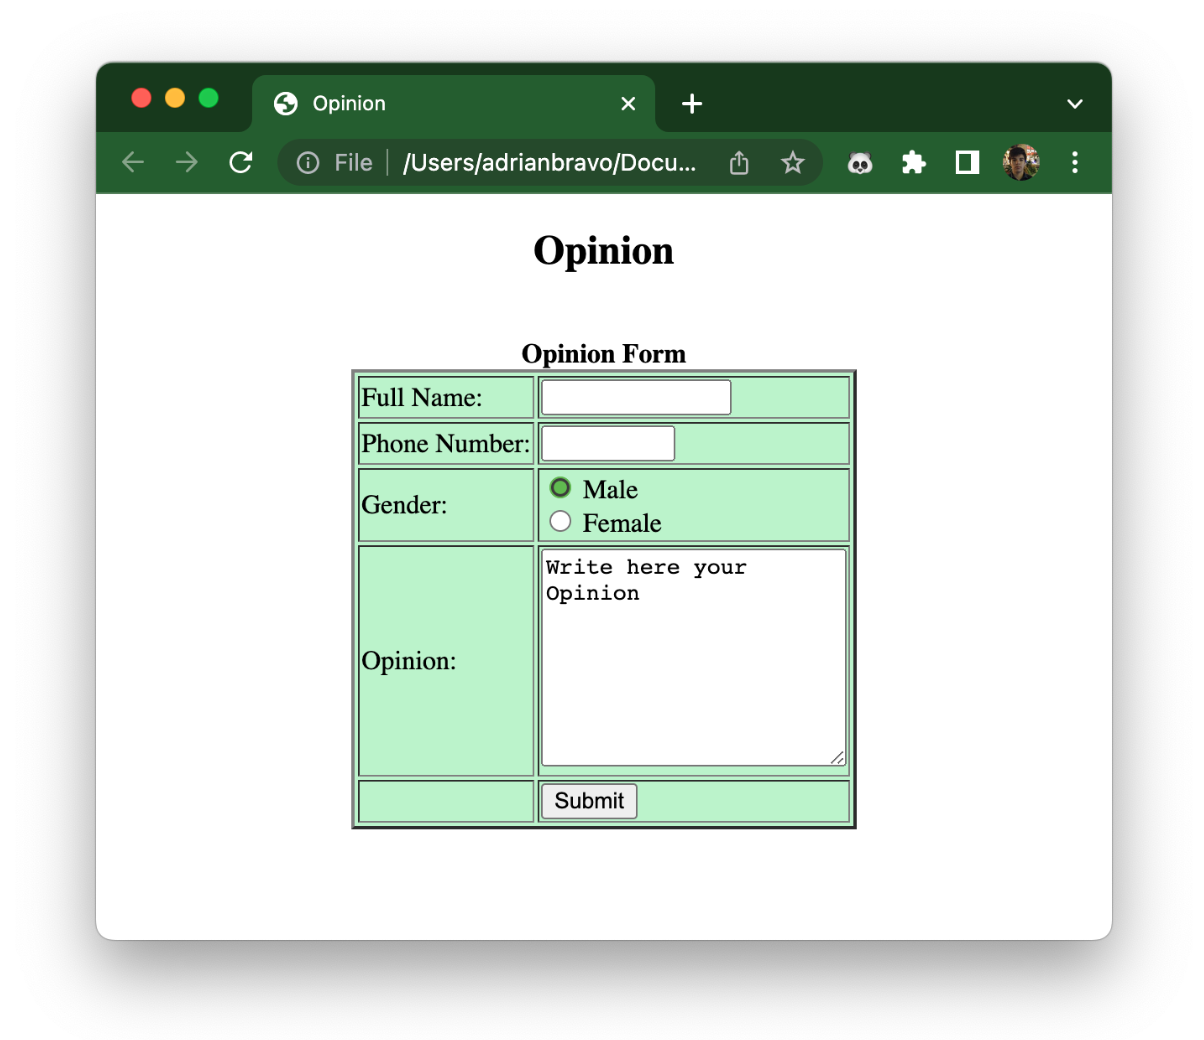 Opinion
File /Users/adrianbravo/Docu...
Opinion
Opinion Form
Full Name:
Phone Number:
Gender:
Male
Female
Opinion:
Write here your
Opinion
Submit